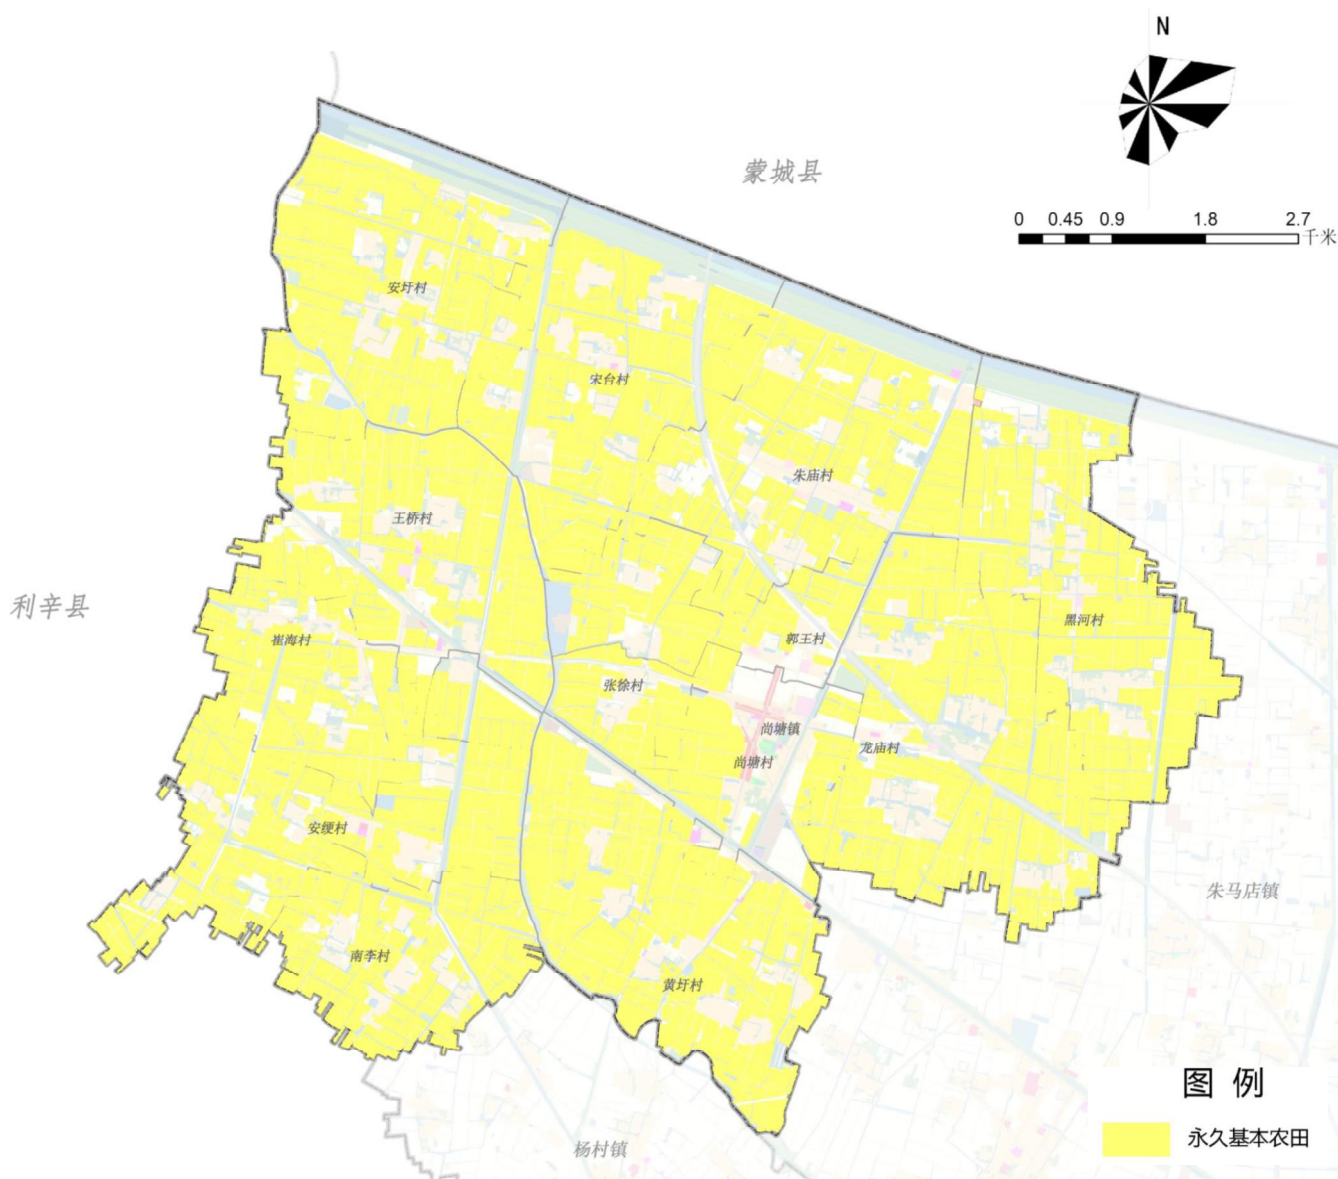 N
蒙城县
0 0.45 0.9 1.8 2.7
千米
安圩村
宋台村
朱庙村
王桥村
利辛县
崔海村
郭王村
黑河村
张徐村
尚塘镇
尚塘村
龙庙村
安绠村
朱马店镇
南李村
黄圩村
杨村镇
图例
永久基本农田